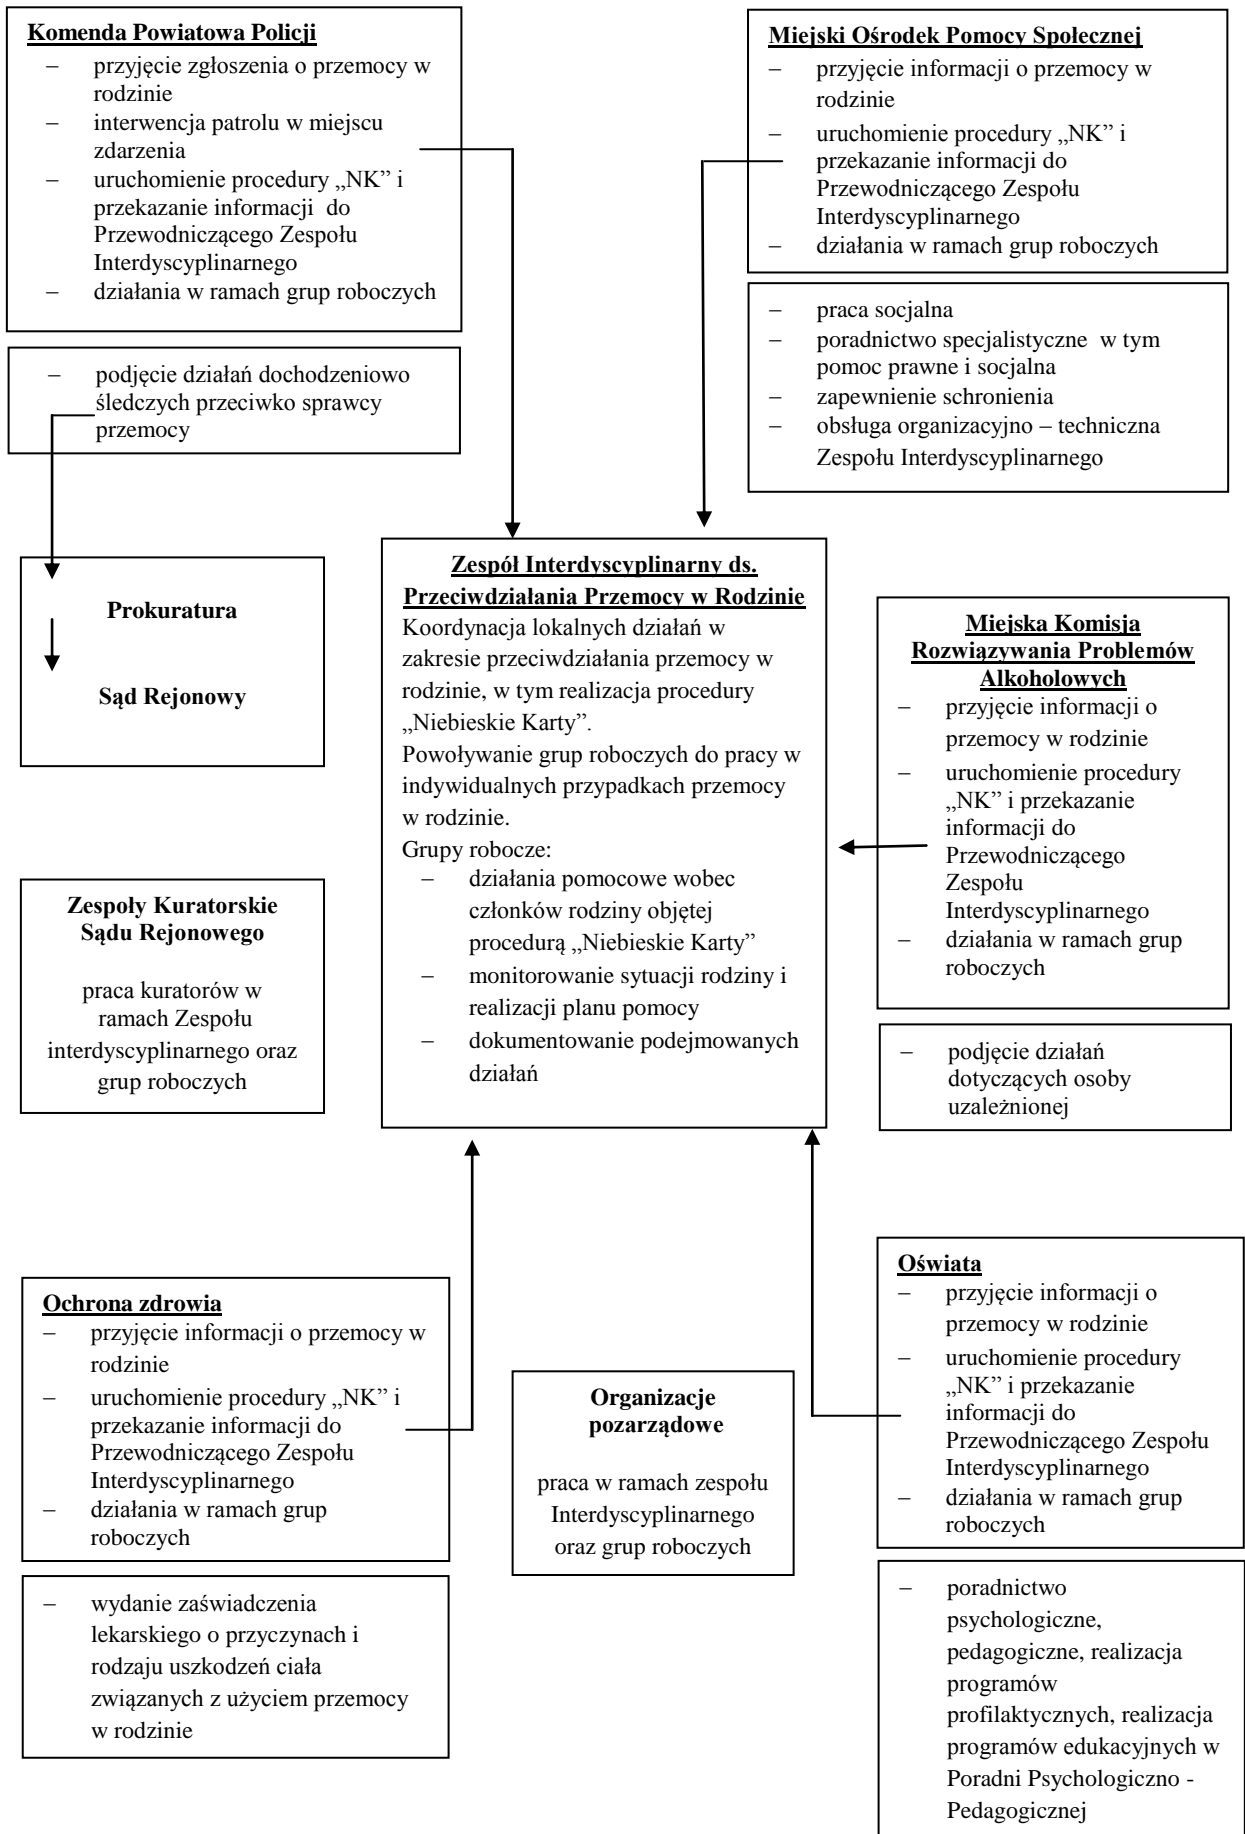 Komenda Powiatowa Policji
– przyjęcie zgłoszenia o przemocy w
rodzinie
– interwencja patrolu w miejscu
zdarzenia
– uruchomienie procedury „NK” i
przekazanie informacji do
Przewodniczącego Zespołu
Interdyscyplinarnego
– działania w ramach grup roboczych
– podjęcie działań dochodzeniowo
śledczych przeciwko sprawcy
przemocy
Miejski Ośrodek Pomocy Społecznej
– przyjęcie informacji o przemocy w
rodzinie
– uruchomienie procedury „NK” i
przekazanie informacji do
Przewodniczącego Zespołu
Interdyscyplinarnego
– działania w ramach grup roboczych
– praca socjalna
– poradnictwo specjalistyczne w tym
pomoc prawne i socjalna
– zapewnienie schronienia
– obsługa organizacyjno – techniczna
Zespołu Interdyscyplinarnego
Prokuratura
Sąd Rejonowy
Zespół Interdyscyplinarny ds.
Przeciwdziałania Przemocy w Rodzinie
Koordynacja lokalnych działań w
zakresie przeciwdziałania przemocy w
rodzinie, w tym realizacja procedury
„Niebieskie Karty”.
Powoływanie grup roboczych do pracy w
indywidualnych przypadkach przemocy
w rodzinie.
Grupy robocze:
– działania pomocowe wobec
członków rodziny objętej
procedurą „Niebieskie Karty”
– monitorowanie sytuacji rodziny i
realizacji planu pomocy
– dokumentowanie podejmowanych
działań
Miejska Komisja
Rozwiązywania Problemów
Alkoholowych
– przyjęcie informacji o
przemocy w rodzinie
– uruchomienie procedury
„NK” i przekazanie
informacji do
Przewodniczącego
Zespołu
Interdyscyplinarnego
– działania w ramach grup
roboczych
– podjęcie działań
dotyczących osoby
uzależnionej
Zespoły Kuratorskie
Sądu Rejonowego
praca kuratorów w
ramach Zespołu
interdyscyplinarnego oraz
grup roboczych
Ochrona zdrowia
– przyjęcie informacji o przemocy w
rodzinie
– uruchomienie procedury „NK” i
przekazanie informacji do
Przewodniczącego Zespołu
Interdyscyplinarnego
– działania w ramach grup
roboczych
– wydanie zaświadczenia
lekarskiego o przyczynach i
rodzaju uszkodzeń ciała
związanych z użyciem przemocy
w rodzinie
Organizacje
pozarządowe
praca w ramach zespołu
Interdyscyplinarnego
oraz grup roboczych
Oświata
– przyjęcie informacji o
przemocy w rodzinie
– uruchomienie procedury
„NK” i przekazanie
informacji do
Przewodniczącego Zespołu
Interdyscyplinarnego
– działania w ramach grup
roboczych
– poradnictwo
psychologiczne,
pedagogiczne, realizacja
programów
profilaktycznych, realizacja
programów edukacyjnych w
Poradni Psychologiczno -
Pedagogicznej